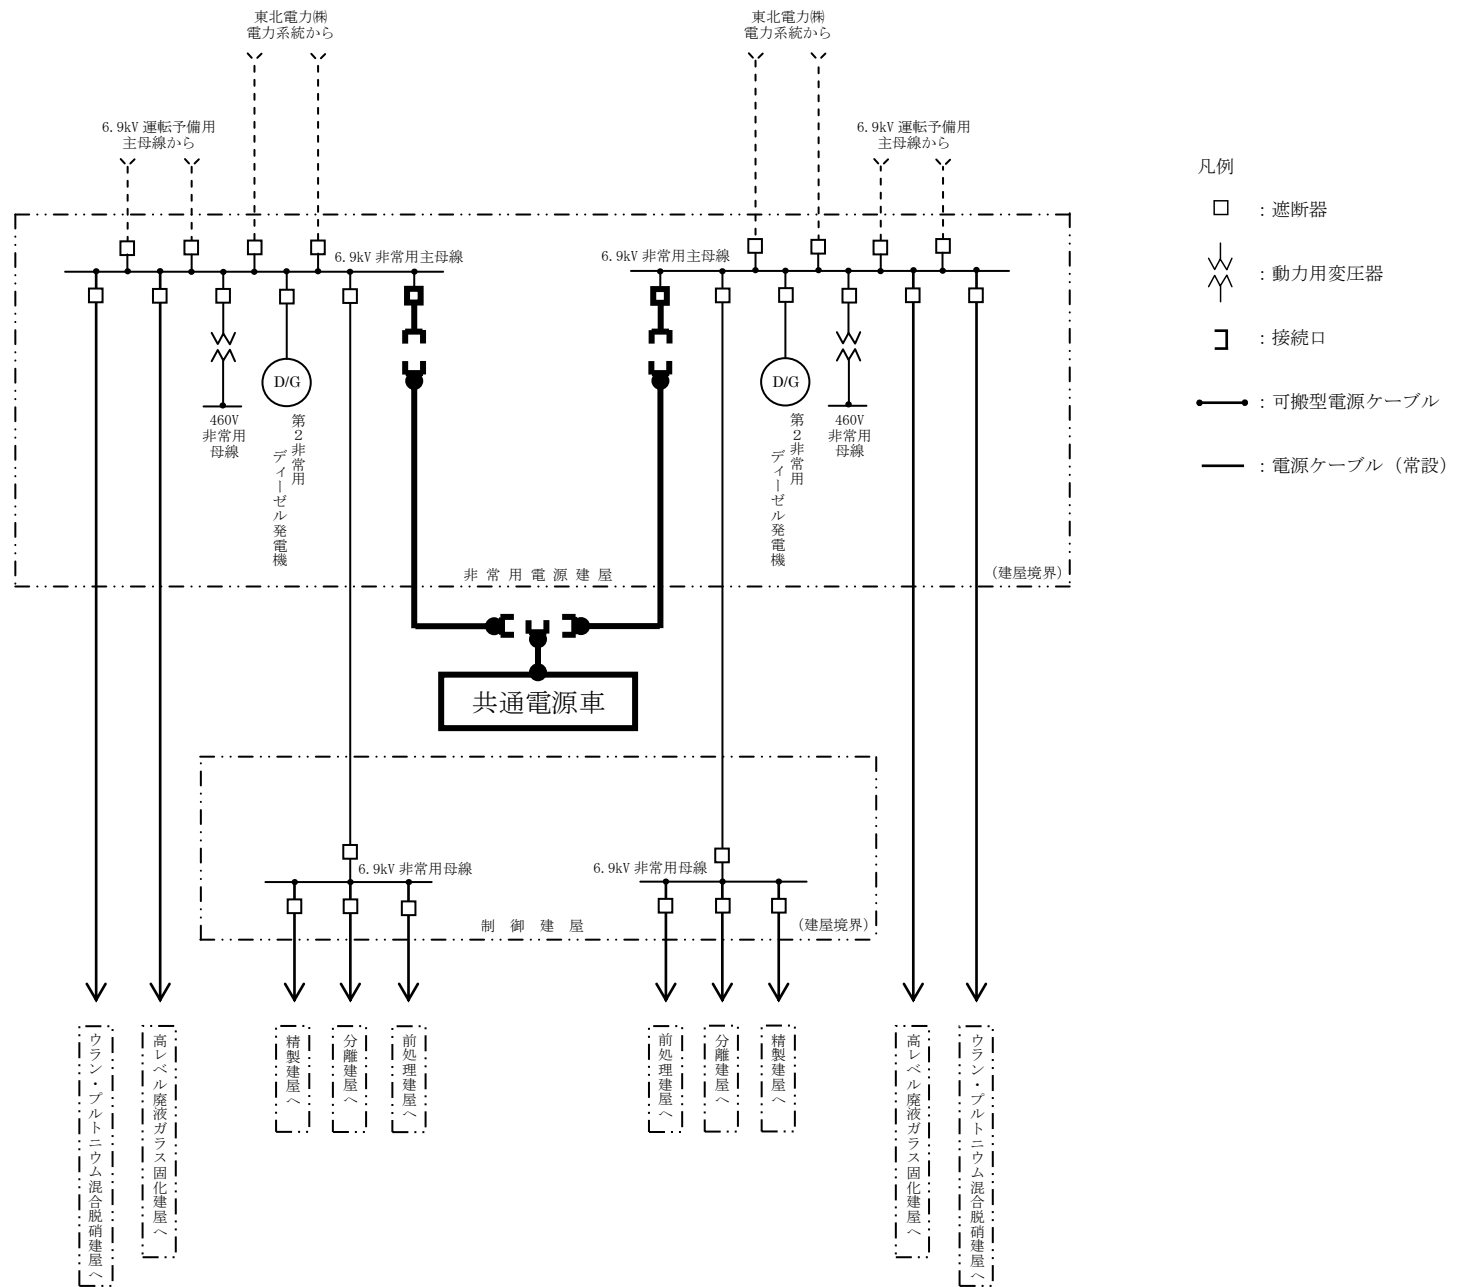 東北電力㈱
電力系統から
東北電力㈱
電力系統から
6.9kV 運転予備用
主母線から
6.9kV 運転予備用
主母線から
6.9kV 非常用主母線
6.9kV 非常用主母線
D/G
D/G
460V
非常用
母線
第2非常用
ディーゼル発電機
第2非常用
ディーゼル発電機
460V
非常用
母線
非常用電源建屋
(建屋境界)
共通電源車
6.9kV 非常用母線
6.9kV 非常用母線
制御建屋
(建屋境界)
ウラン・プルトニウム混合脱硝建屋へ
高レベル廃液ガラス固化建屋へ
精製建屋へ
分離建屋へ
前処理建屋へ
前処理建屋へ
分離建屋へ
精製建屋へ
高レベル廃液ガラス固化建屋へ
ウラン・プルトニウム混合脱硝建屋へ
凡例
:遮断器
:動力用変圧器
:接続口
:可搬型電源ケーブル
:電源ケーブル（常設）